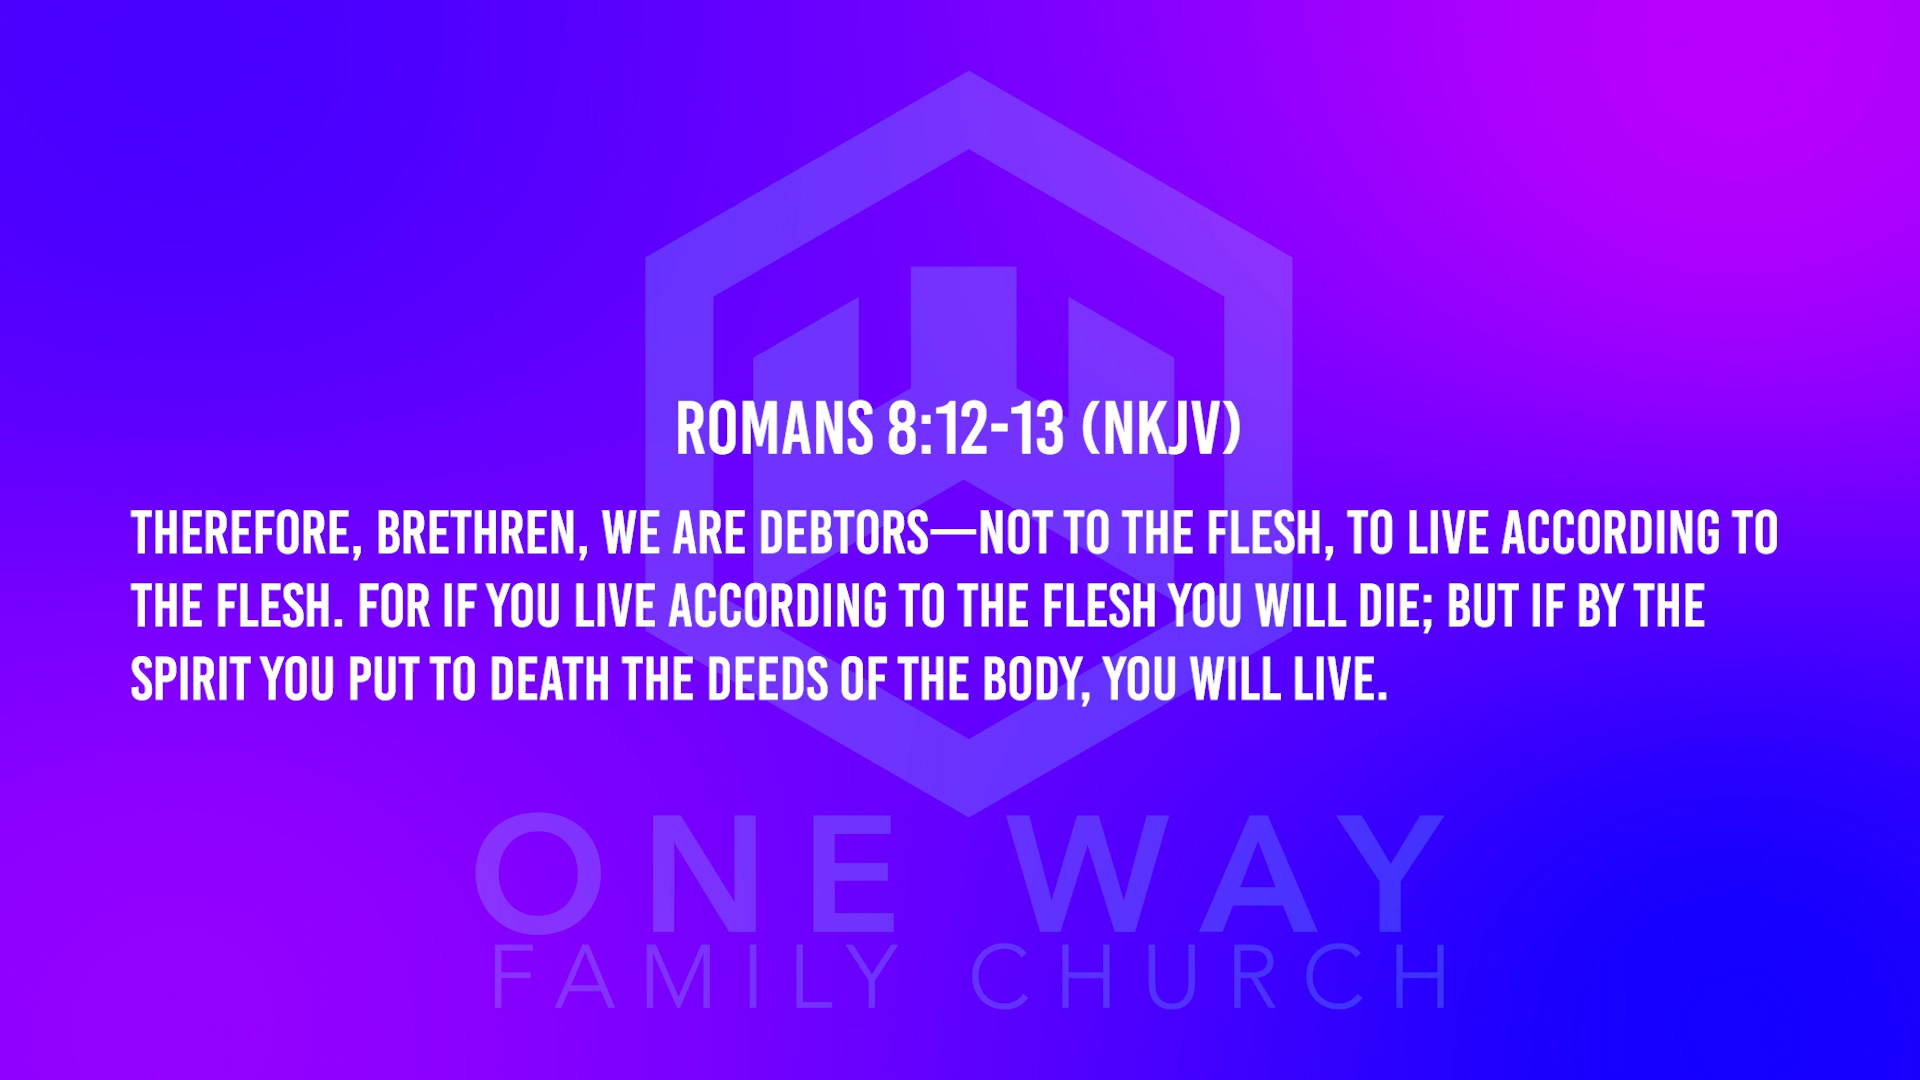 ROMANS 8:12-13 (NKJV)
THEREFORE, BRETHREN, WE ARE DEBTORS—NOT TO THE FLESH, TO LIVE ACCORDING TO
THE FLESH. FOR IF YOU LIVE ACCORDING TO THE FLESH YOU WILL DIE; BUT IF BY THE
SPIRIT YOU PUT TO DEATH THE DEEDS OF THE BODY, YOU WILL LIVE.
ONE WAY
FAMILY CHURCH